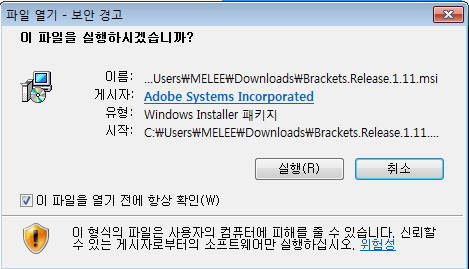 파일 열기 - 보안 경고
이 파일을 실행하시겠습니까?
이름: ...Users₩MELEE₩Downloads₩Brackets.Release.1.11.msi
게시자: Adobe Systems Incorporated
유형: Windows Installer 패키지
시작: C:₩Users₩MELEE₩Downloads₩Brackets.Release.1.11....
실행(R) 취소
이 파일을 열기 전에 항상 확인(W)
이 형식의 파일은 사용자의 컴퓨터에 피해를 줄 수 있습니다. 신뢰할
수 있는 게시자로부터의 소프트웨어만 실행하십시오. 위험성